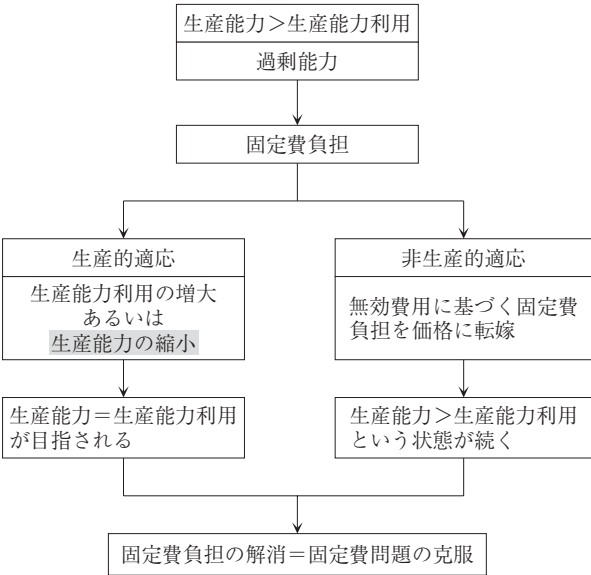 生産能力＞生産能力利用
過剰能力
固定費負担
生産的適応
生産能力利用の増大
あるいは
生産能力の縮小
非生産的適応
無効費用に基づく固定費
負担を価格に転嫁
生産能力＝生産能力利用
が目指される
生産能力＞生産能力利用
という状態が続く
固定費負担の解消＝固定費問題の克服